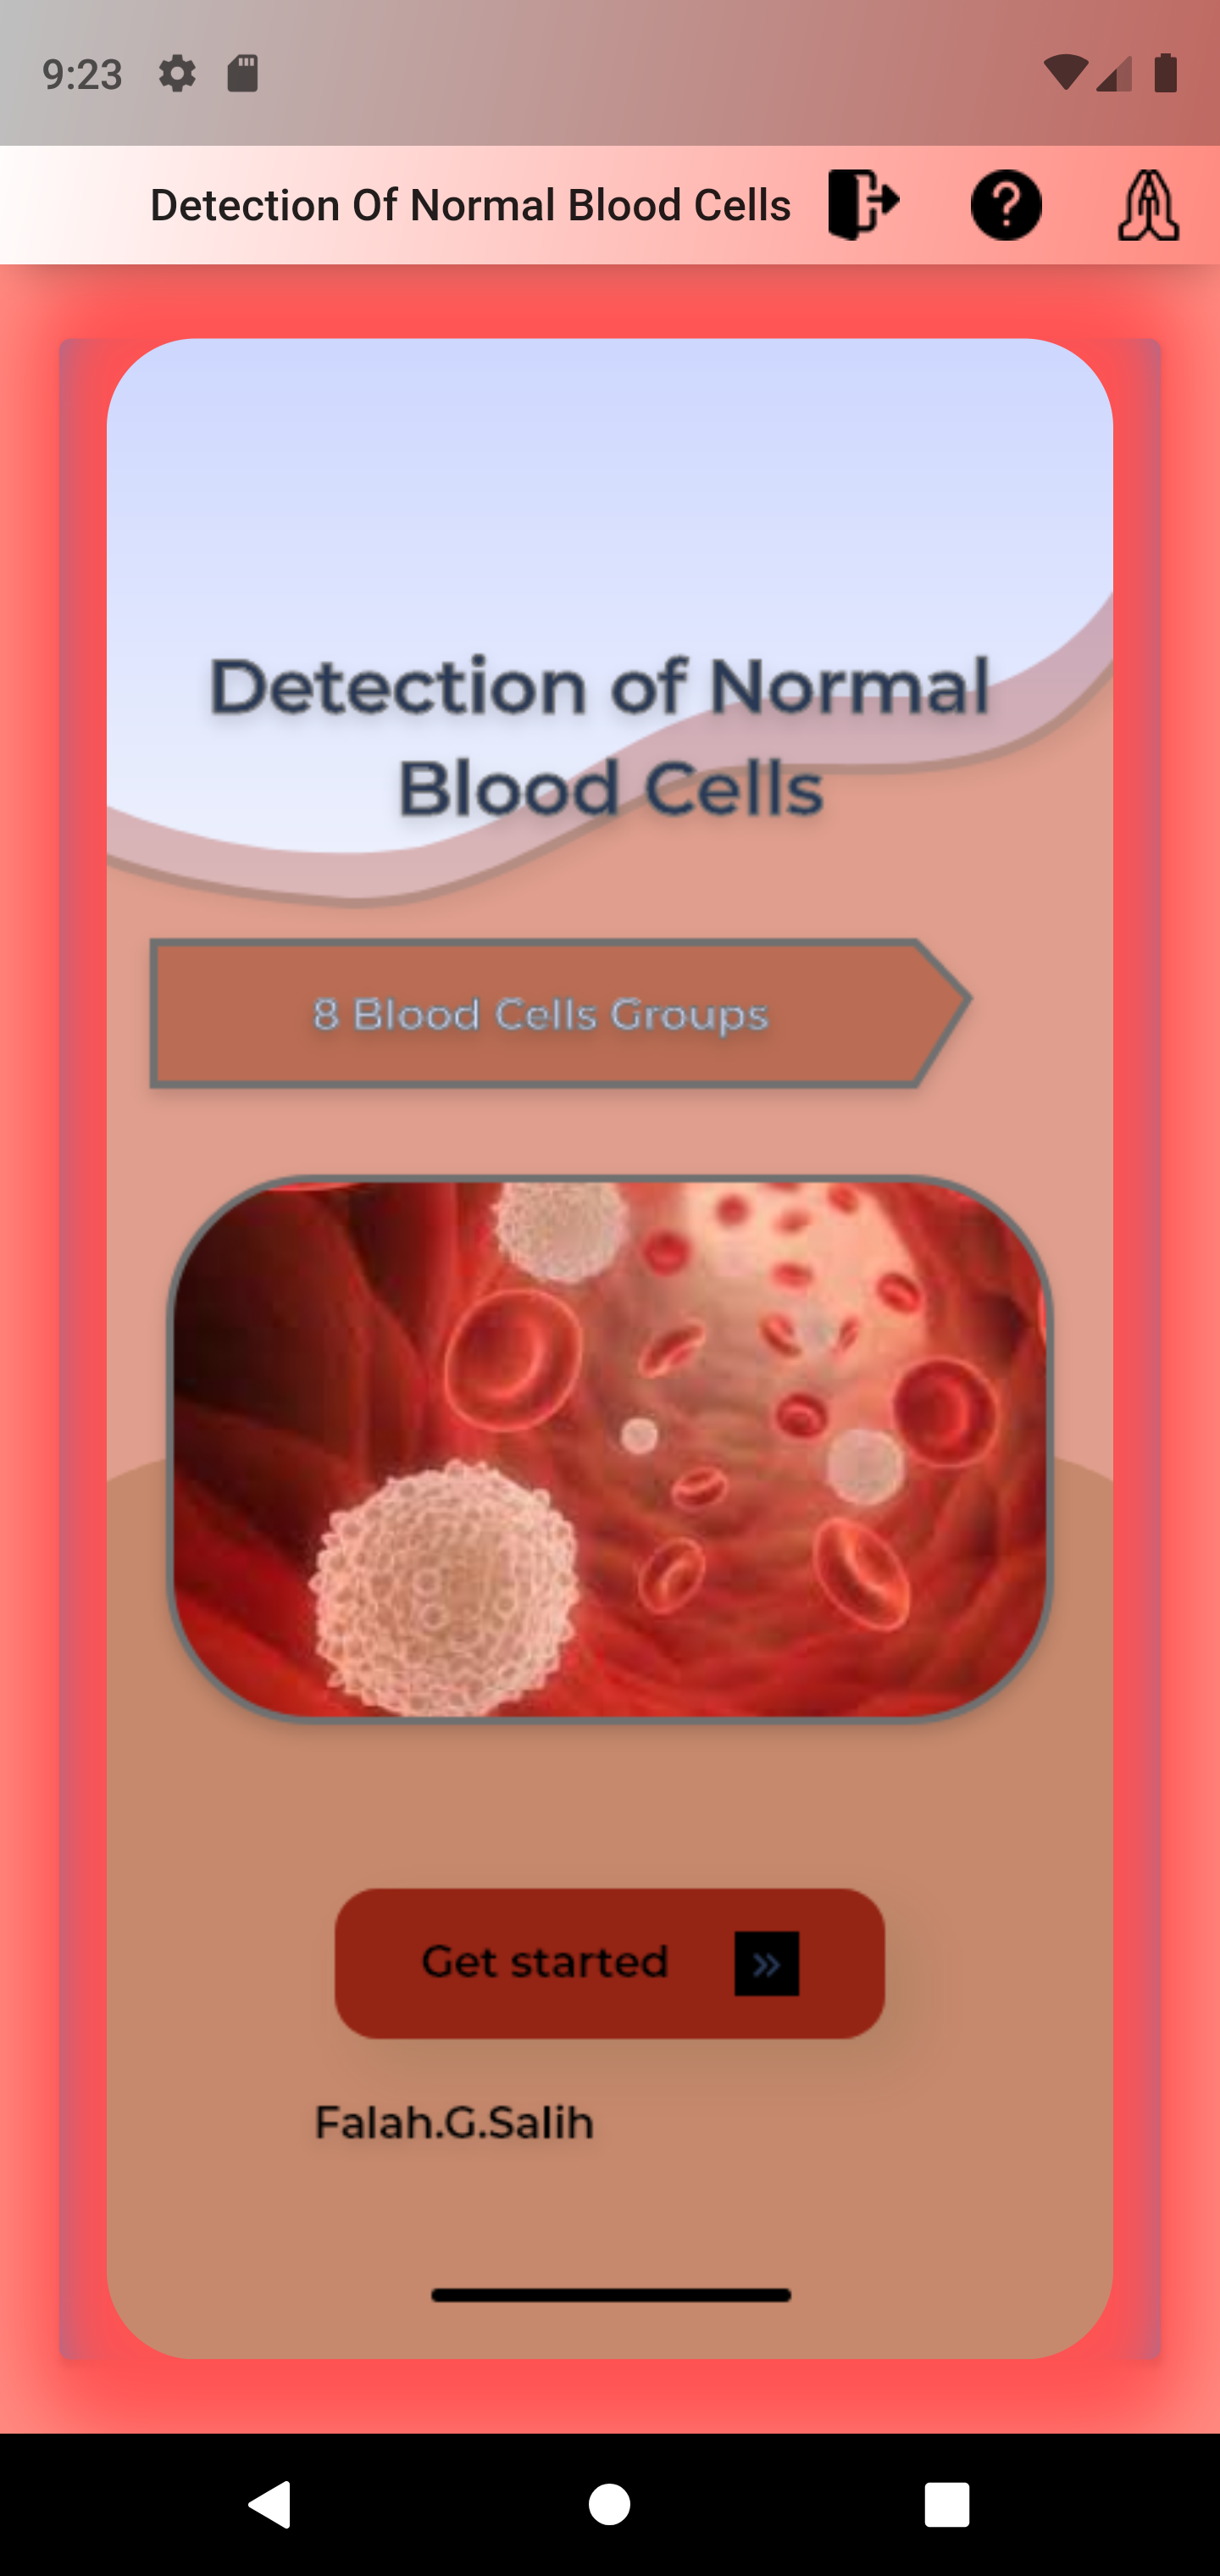 9:23
Detection Of Normal Blood Cells
Detection of Normal
Blood Cells
8 Blood Cells Groups
Get started
Falah.G.Salih